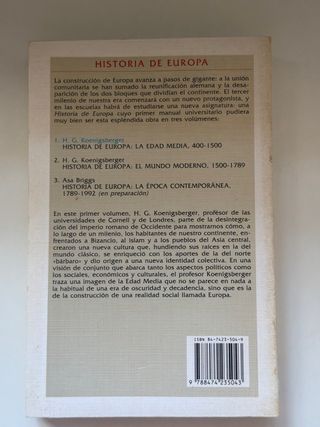 HISTORIA DE EUROPA
La construcción de Europa avanza a pasos de gigante: a la unión
comunitaria se han sumado la reunificación alemana y la desa-
parición de los dos bloques que dividían el continente. El tercer
milenio de nuestra era comenzará con un nuevo protagonista, y
en las escuelas habrá de estudiarse una nueva asignatura: una
Historia de Europa cuyo primer manual universitario pudiera
muy bien ser esta espléndida obra en tres volúmenes:
1. H. G. Koenigsberger
HISTORIA DE EUROPA: LA EDAD MEDIA, 400-1500
2. H. G. Koenigsberger
HISTORIA DE EUROPA: EL MUNDO MODERNO, 1500-1789
3. Asa Briggs
HISTORIA DE EUROPA: LA ÉPOCA CONTEMPORÁNEA,
1789-1992 (en preparación)
En este primer volumen, H. G. Koenigsberger, profesor de las
universidades de Cornell y de Londres, parte de la desintegra-
ción del imperio romano de Occidente para mostrarnos cómo, a
lo largo de un milenio, los habitantes de nuestro continente, en-
frentados a Bizancio, al Islam y a los pueblos del Asia central,
crearon una nueva cultura que, hundiendo sus raíces en la del
mundo clásico, se enriqueció con los aportes de la del norte
«bárbaro» y dio origen a una nueva identidad colectiva. En una
visión de conjunto que abarca tanto los aspectos políticos como
los sociales, económicos y culturales, el profesor Koenigsberger
traza una imagen de la Edad Media que no se parece en nada a
la habitual de una era de oscuridad y decadencia, sino que es la
de la construcción de una realidad social llamada Europa.
ISBN 84-7423-504-9
9 788474 235043